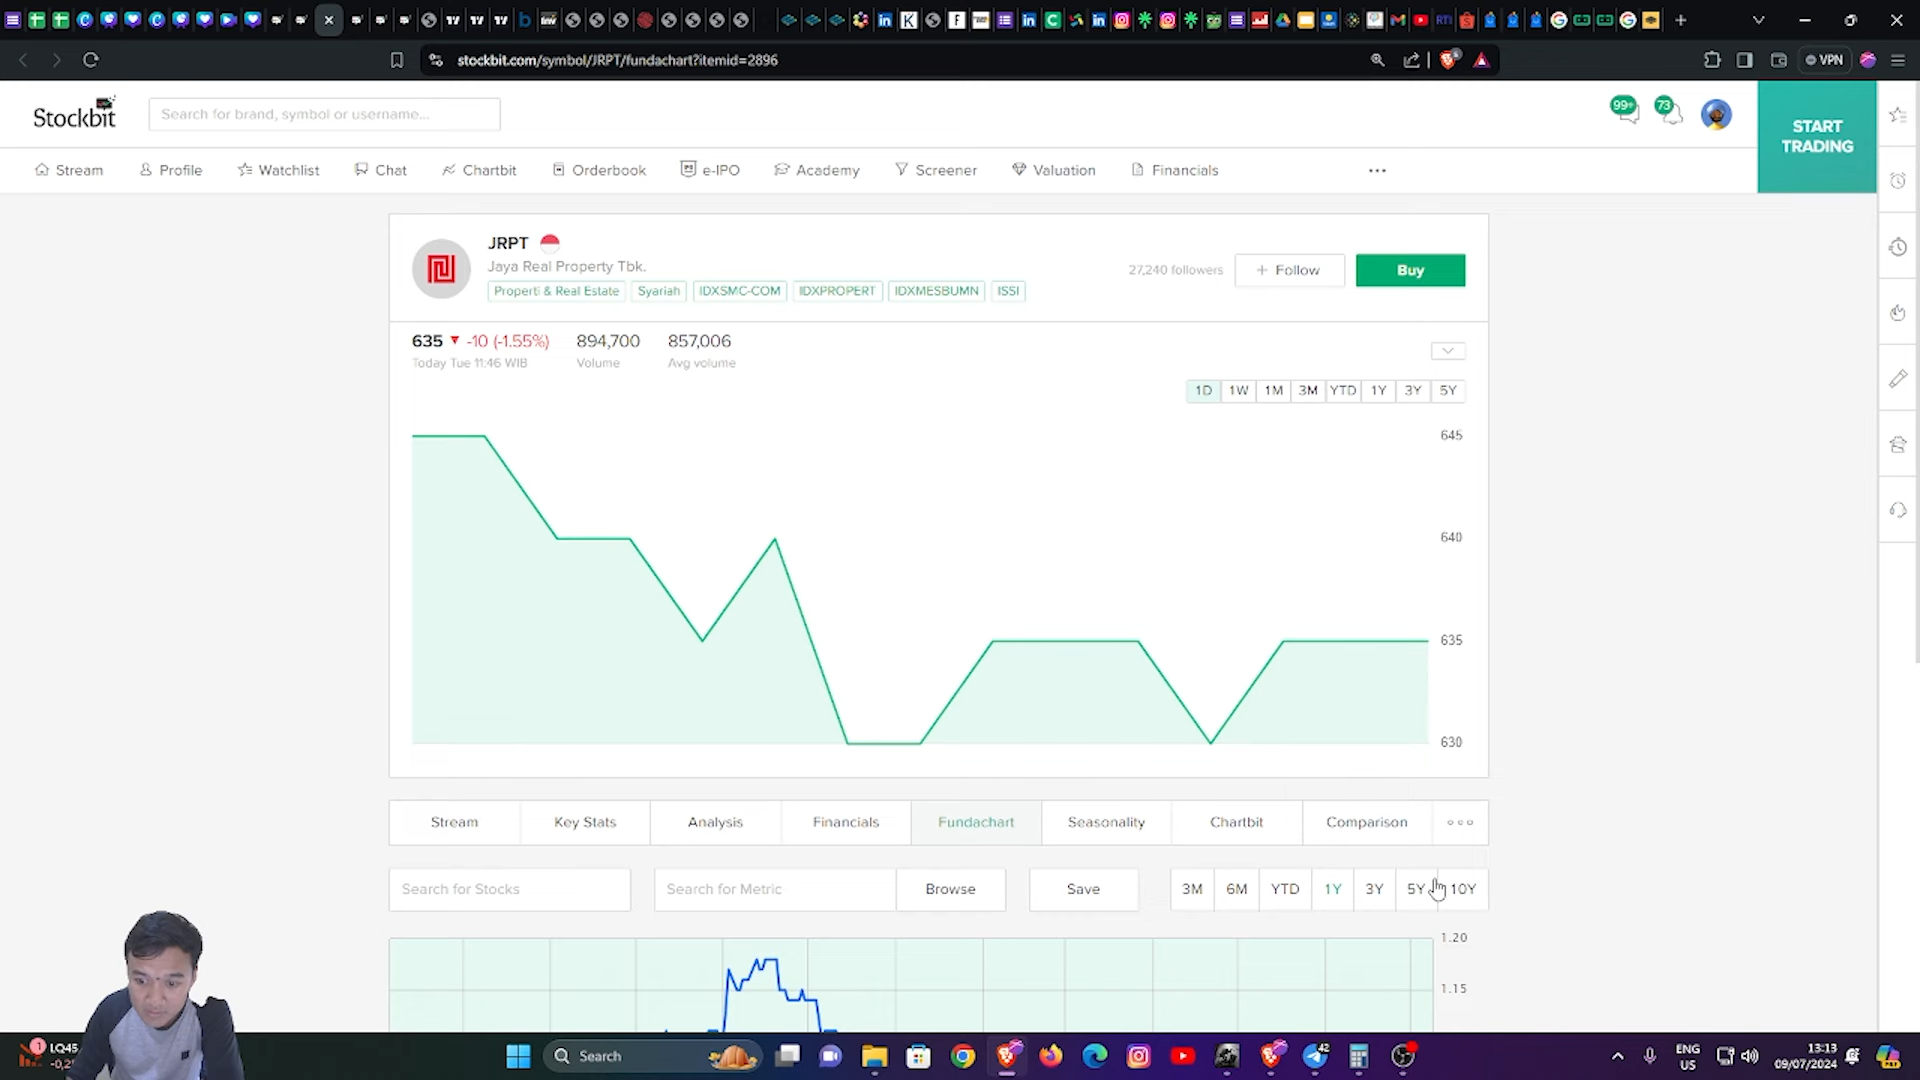 stockbit.com/symbol/JRPT/fundachart?itemid=2896
VPN
Stockbit
Search for brand, symbol or username...
99+
73
START
TRADING
Stream
Profile
Watchlist
Chat
Chartbit
Orderbook
e-IPO
Academy
Screener
Valuation
Financials
JRPT
Jaya Real Property Tbk.
Properti & Real Estate
Syariah
IDXSMC-COM
IDXPROPERT
IDXMESBUMN
ISSI
27,240 followers
+ Follow
Buy
635 ▼ -10 (-1.55%)
894,700
857,006
Today Tue 11:46 WIB
Volume
Avg volume
1D
1W
1M
3M
YTD
1Y
3Y
5Y
645
640
635
630
Stream
Key Stats
Analysis
Financials
Fundachart
Seasonality
Chartbit
Comparison
Search for Stocks
Search for Metric
Browse
Save
3M
6M
YTD
1Y
3Y
5Y
10Y
1.20
1.15
1
LQ45
Search
42
ENG
US
13:13
09/07/2024